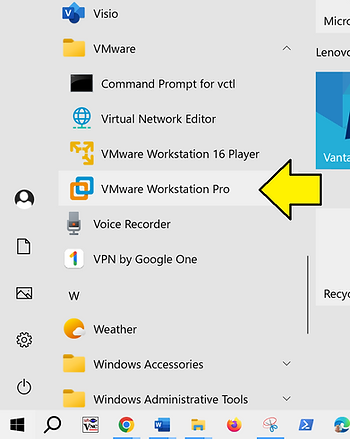 Visio
Micro
VMware
Lenovo
Command Prompt for vctl
Virtual Network Editor
VMware Workstation 16 Player
Vanta
VMware Workstation Pro
Voice Recorder
VPN by Google One
W
Recyc
Weather
Windows Accessories
Windows Administrative Tools